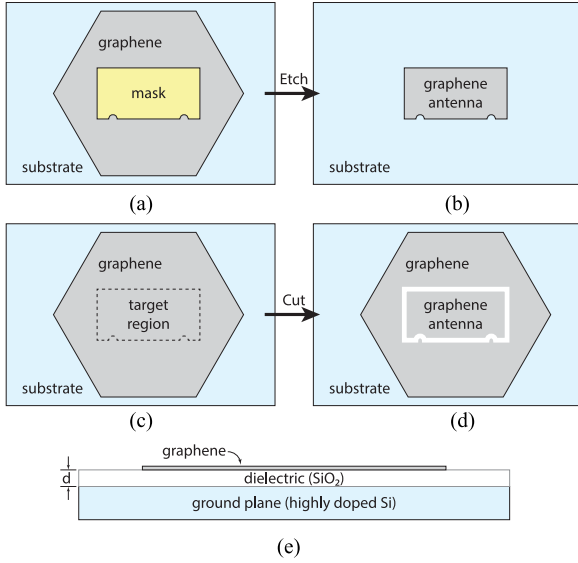 graphene
mask
substrate
(a)
Etch
graphene
antenna
substrate
(b)
graphene
target
region
substrate
(c)
Cut
graphene
graphene
antenna
substrate
(d)
graphene
d
dielectric (SiO₂)
ground plane (highly doped Si)
(e)